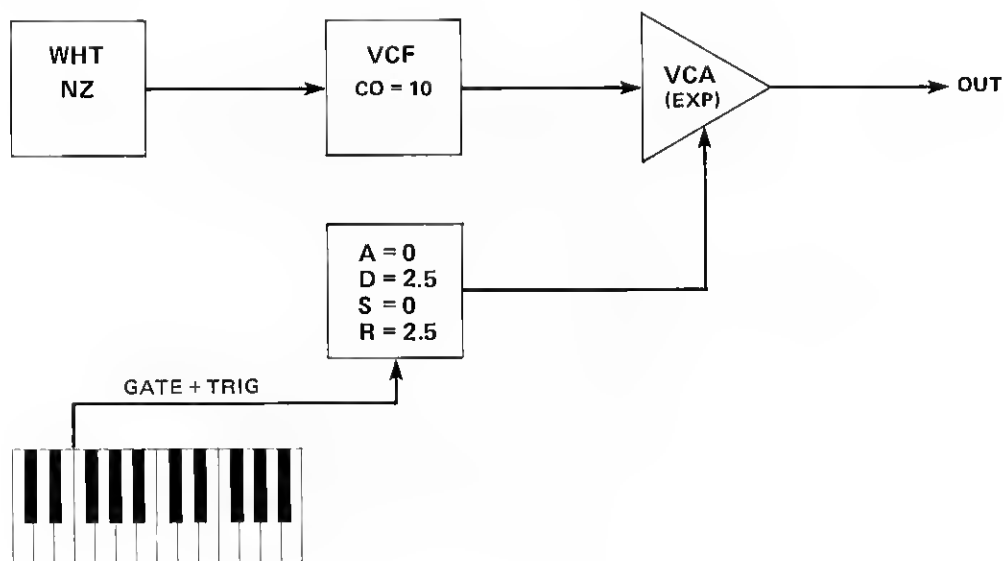 WHT
NZ
VCF
CO = 10
VCA
(EXP)
OUT
A = 0
D = 2.5
S = 0
R = 2.5
GATE + TRIG